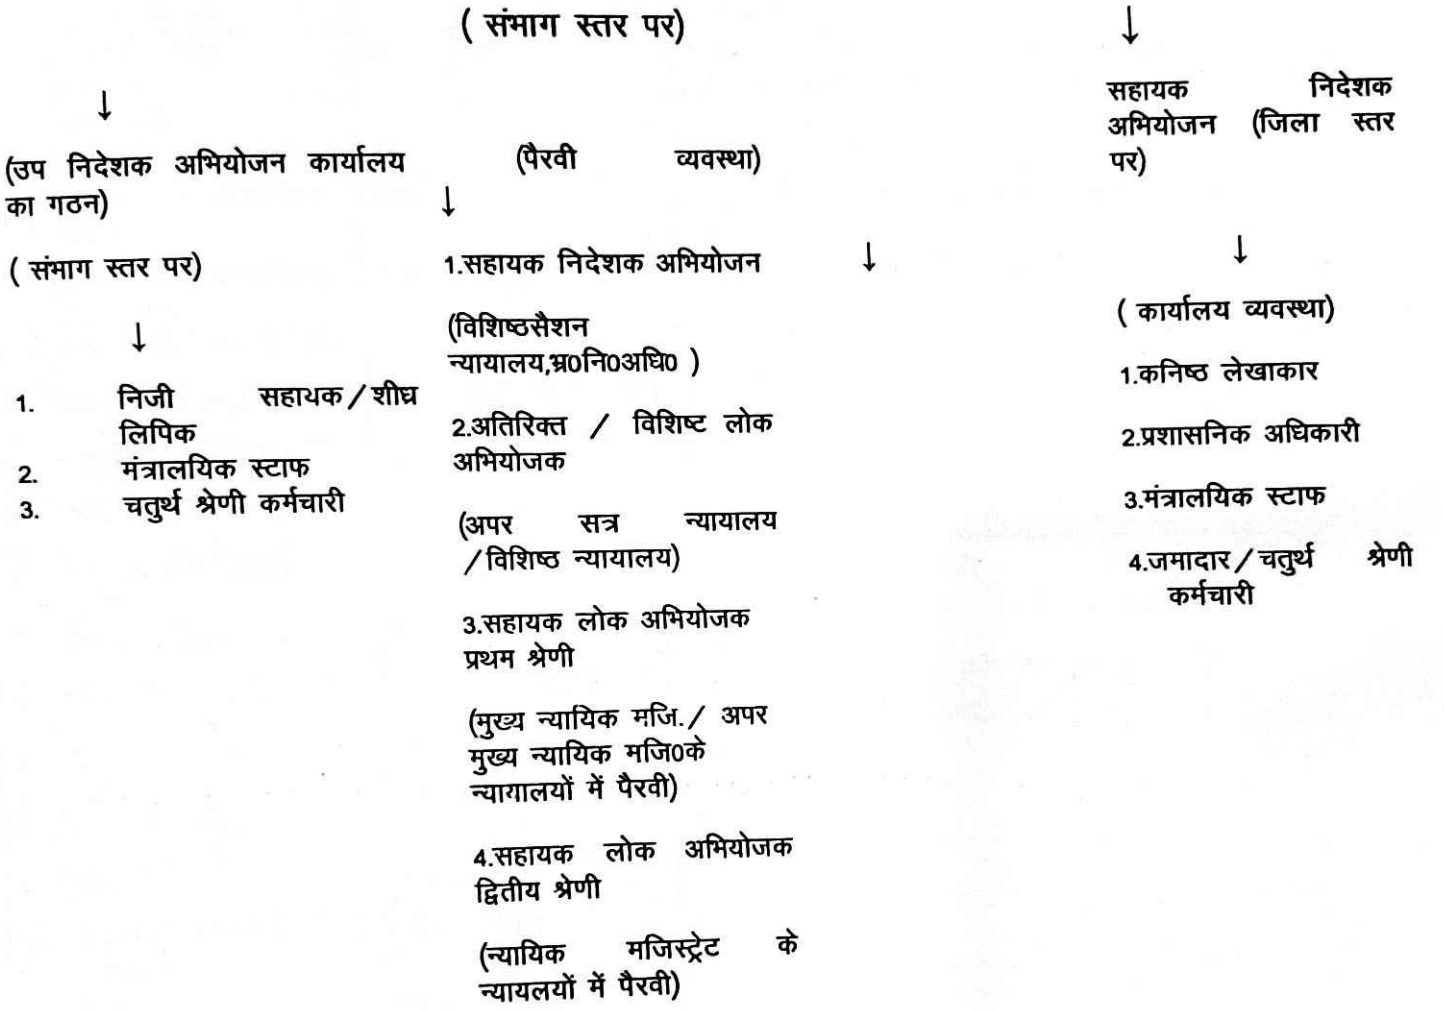 ( संभाग स्तर पर)
↓
↓
(उप निदेशक अभियोजन कार्यालय
का गठन)
( संभाग स्तर पर)
↓
1. निजी सहायक/शीघ्र
लिपिक
2. मंत्रालयिक स्टाफ
3. चतुर्थ श्रेणी कर्मचारी
(पैरवी व्यवस्था)
↓
1.सहायक निदेशक अभियोजन
(विशिष्ठसैशन
न्यायालय,भ्र0नि0अधि0 )
2.अतिरिक्त / विशिष्ट लोक
अभियोजक
(अपर सत्र न्यायालय
/विशिष्ठ न्यायालय)
3.सहायक लोक अभियोजक
प्रथम श्रेणी
(मुख्य न्यायिक मजि./ अपर
मुख्य न्यायिक मजि0के
न्यायालयों में पैरवी)
4.सहायक लोक अभियोजक
द्वितीय श्रेणी
(न्यायिक मजिस्ट्रेट के
न्यायलयों में पैरवी)
↓
सहायक निदेशक
अभियोजन (जिला स्तर
पर)
↓
( कार्यालय व्यवस्था)
1.कनिष्ठ लेखाकार
2.प्रशासनिक अधिकारी
3.मंत्रालयिक स्टाफ
4.जमादार/चतुर्थ श्रेणी
कर्मचारी